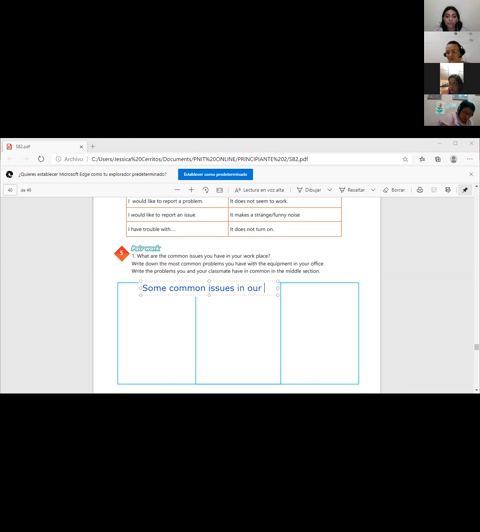 SB2.pdf
Archivo
C:/Users/Jessica%20Cerritos/Documents/PNIT%20ONLINE/PRINCIPIANTE%202/SB2.pdf
¿Quieres establecer Microsoft Edge como tu explorador predeterminado?
Establecer como predeterminado
40 de 49
Lectura en voz alta
Dibujar
Resaltar
Borrar
I would like to report a problem.
It does not seem to work.
I would like to report an issue.
It makes a strange/funny noise
I have trouble with....
It does not turn on.
5.
Pair work
1. What are the common issues you have in your work place?
Write down the most common problems you have with the equipment in your office.
Write the problems you and your classmate have in common in the middle section.
Some common issues in our